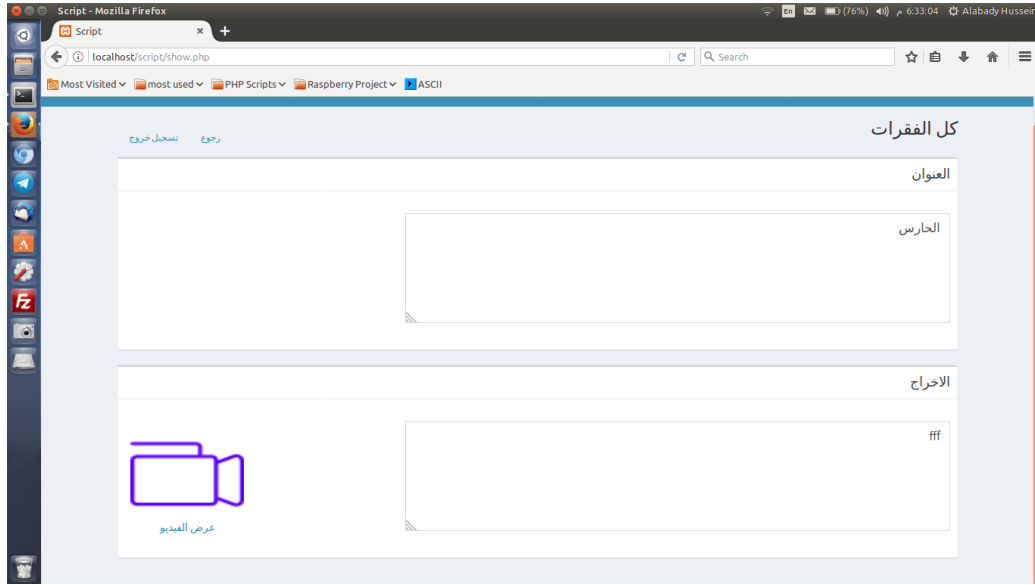 Script - Mozilla Firefox
En (76%) م 6:33:04 Alabady Hussein
Script
localhost/script/show.php
Search
Most Visited most used PHP Scripts Raspberry Project ASCII
كل الفقرات
رجوع تسجيل خروج
العنوان
الحارس
الاخراج
fff
عرض الفيديو